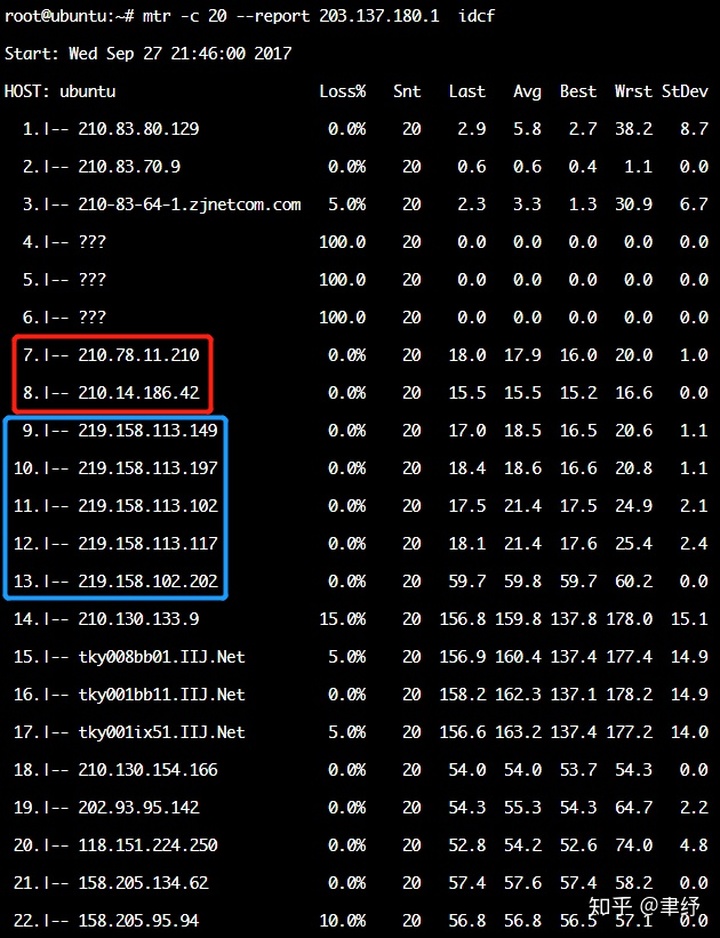 root@ubuntu:~# mtr -c 20 --report 203.137.180.1  idcf
Start: Wed Sep 27 21:46:00 2017
HOST: ubuntu                      Loss%   Snt   Last   Avg  Best  Wrst StDev
  1.|-- 210.83.80.129              0.0%    20    2.9   5.8   2.7  38.2   8.7
  2.|-- 210.83.70.9                0.0%    20    0.6   0.6   0.4   1.1   0.0
  3.|-- 210-83-64-1.zjnetcom.com   5.0%    20    2.3   3.3   1.3  30.9   6.7
  4.|-- ???                       100.0    20    0.0   0.0   0.0   0.0   0.0
  5.|-- ???                       100.0    20    0.0   0.0   0.0   0.0   0.0
  6.|-- ???                       100.0    20    0.0   0.0   0.0   0.0   0.0
  7.|-- 210.78.11.210              0.0%    20   18.0  17.9  16.0  20.0   1.0
  8.|-- 210.14.186.42              0.0%    20   15.5  15.5  15.2  16.6   0.0
  9.|-- 219.158.113.149            0.0%    20   17.0  18.5  16.5  20.6   1.1
 10.|-- 219.158.113.197            0.0%    20   18.4  18.6  16.6  20.8   1.1
 11.|-- 219.158.113.102            0.0%    20   17.5  21.4  17.5  24.9   2.1
 12.|-- 219.158.113.117            0.0%    20   18.1  21.4  17.6  25.4   2.4
 13.|-- 219.158.102.202            0.0%    20   59.7  59.8  59.7  60.2   0.0
 14.|-- 210.130.133.9             15.0%    20  156.8 159.8 137.8 178.0  15.1
 15.|-- tky008bb01.IIJ.Net         5.0%    20  156.9 160.4 137.4 177.4  14.9
 16.|-- tky001bb11.IIJ.Net         0.0%    20  158.2 162.3 137.1 178.2  14.9
 17.|-- tky001ix51.IIJ.Net         5.0%    20  156.6 163.2 137.4 177.2  14.0
 18.|-- 210.130.154.166            0.0%    20   54.0  54.0  53.7  54.3   0.0
 19.|-- 202.93.95.142              0.0%    20   54.3  55.3  54.3  64.7   2.2
 20.|-- 118.151.224.250            0.0%    20   52.8  54.2  52.6  74.0   4.8
 21.|-- 158.205.134.62             0.0%    20   57.4  57.6  57.4  58.2   0.0
 22.|-- 158.205.95.94             10.0%    20   56.8  56.8  56.5  57.1   0.0
知乎 @聿纾